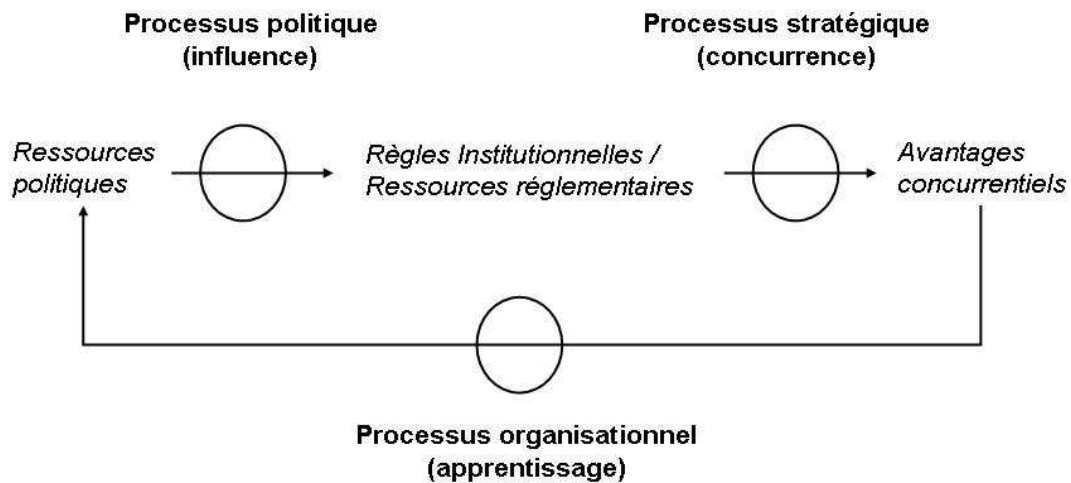 Processus politique
(influence)
Processus stratégique
(concurrence)
Ressources
politiques
Règles Institutionnelles /
Ressources réglementaires
Avantages
concurrentiels
Processus organisationnel
(apprentissage)